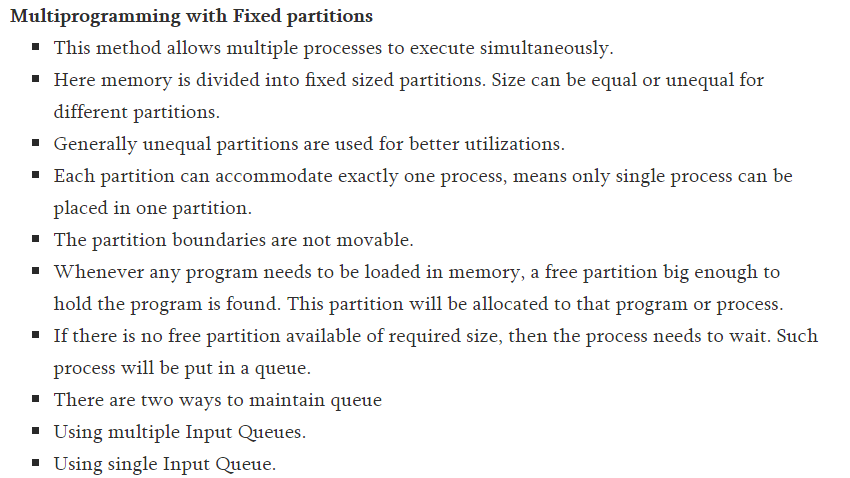 Multiprogramming with Fixed partitions
▪ This method allows multiple processes to execute simultaneously.
▪ Here memory is divided into fixed sized partitions. Size can be equal or unequal for
different partitions.
▪ Generally unequal partitions are used for better utilizations.
▪ Each partition can accommodate exactly one process, means only single process can be
placed in one partition.
▪ The partition boundaries are not movable.
▪ Whenever any program needs to be loaded in memory, a free partition big enough to
hold the program is found. This partition will be allocated to that program or process.
▪ If there is no free partition available of required size, then the process needs to wait. Such
process will be put in a queue.
▪ There are two ways to maintain queue
▪ Using multiple Input Queues.
▪ Using single Input Queue.